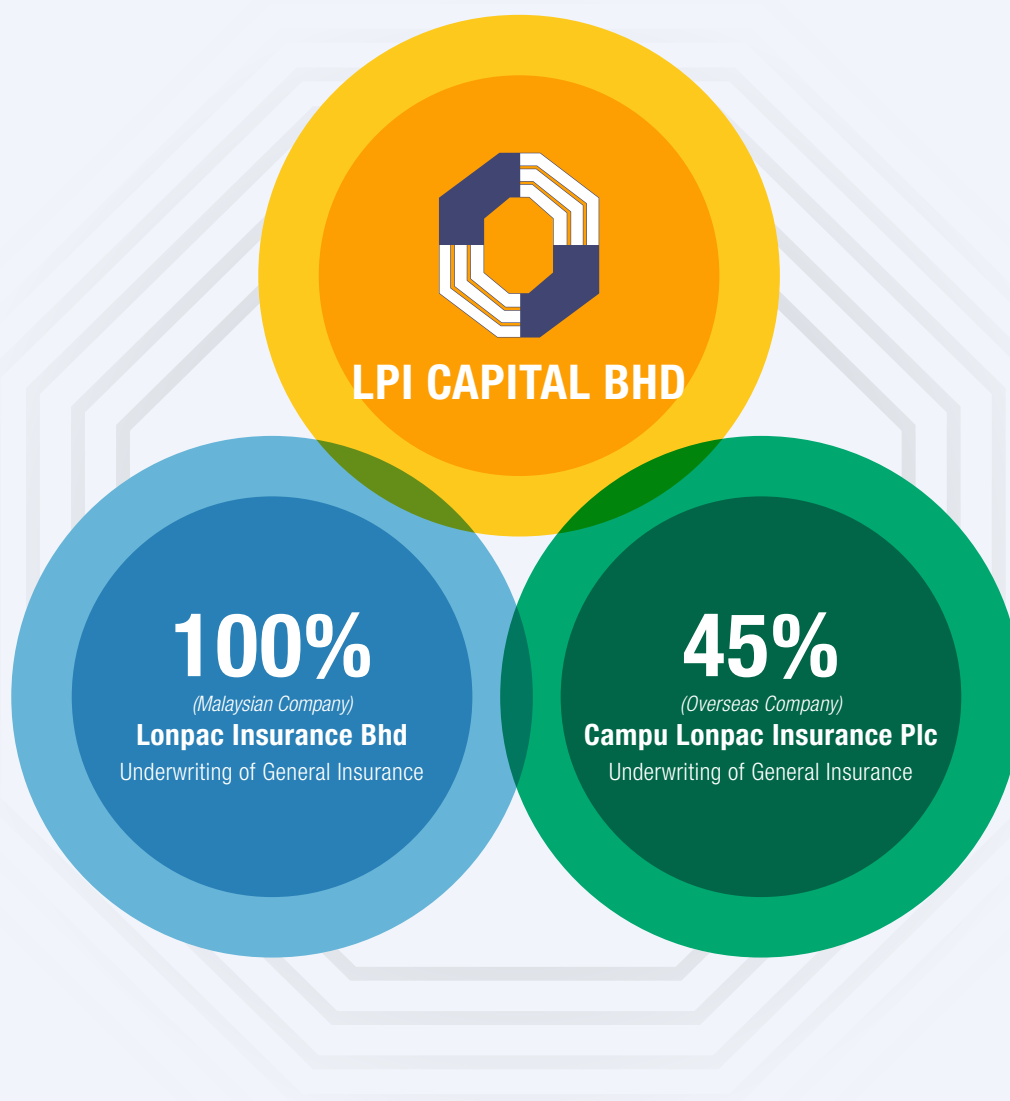 LPI CAPITAL BHD
100%
(Malaysian Company)
Lonpac Insurance Bhd
Underwriting of General Insurance
45%
(Overseas Company)
Campu Lonpac Insurance Plc
Underwriting of General Insurance